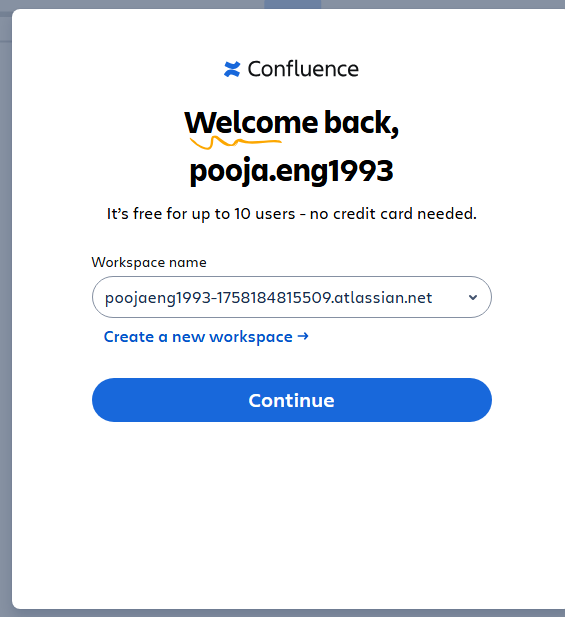 Confluence
Welcome back,
pooja.eng1993
It's free for up to 10 users - no credit card needed.
Workspace name
poojaeng1993-1758184815509.atlassian.net
Create a new workspace →
Continue